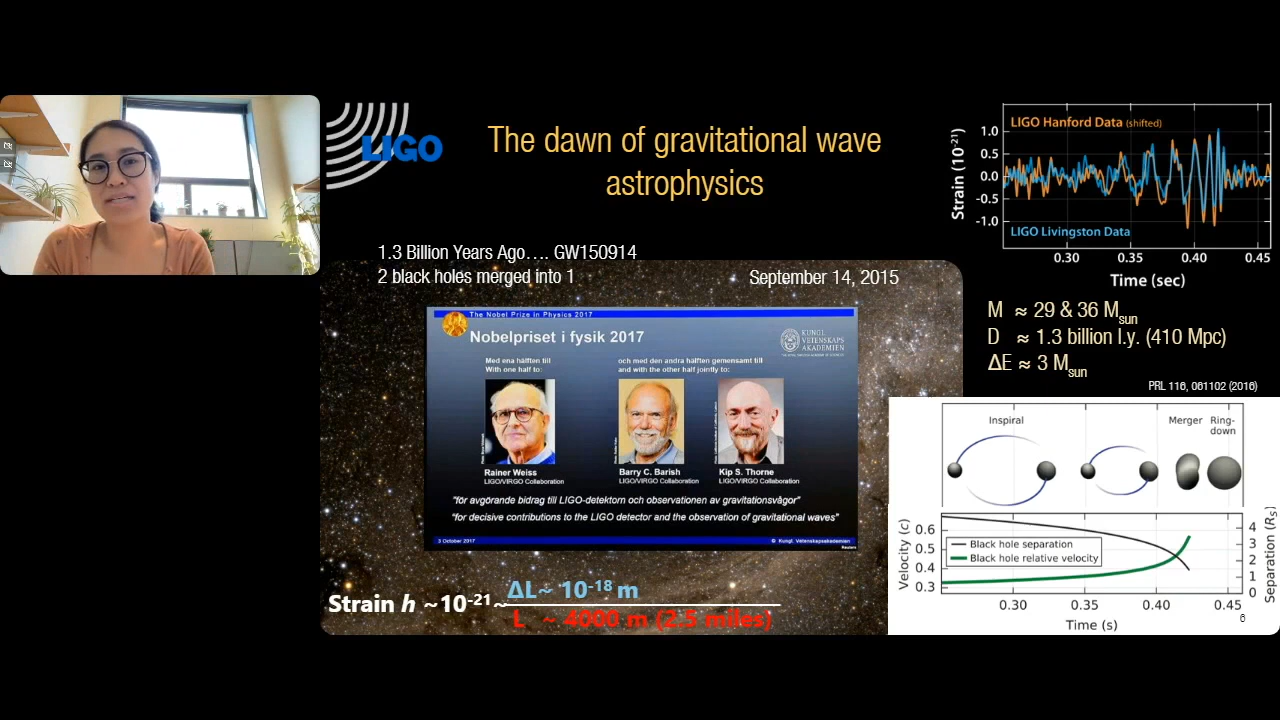 LIGO
The dawn of gravitational wave
astrophysics
1.3 Billion Years Ago…. GW150914
2 black holes merged into 1
September 14, 2015
The Nobel Prize in Physics 2017
Nobelpriset i fysik 2017
KUNGL.
VETENSKAPS
AKADEMIEN
Med ena hälften till
With one half to:
och med den andra hälften gemensamt till
and with the other half jointly to:
Rainer Weiss
LIGO/VIRGO Collaboration
Barry C. Barish
LIGO/VIRGO Collaboration
Kip S. Thorne
LIGO/VIRGO Collaboration
"för avgörande bidrag till LIGO-detektorn och observationen av gravitationsvågor"
"for decisive contributions to the LIGO detector and the observation of gravitational waves"
3 October 2017
© Kungl. Vetenskapsakademien
Reuters
Strain h ~10-21~
ΔL~ 10-18 m
L ~ 4000 m (2.5 miles)
LIGO Hanford Data (shifted)
LIGO Livingston Data
Strain (10-21)
1.0
0.5
0.0
-0.5
-1.0
0.30 0.35 0.40 0.45
Time (sec)
M ≈ 29 & 36 Msun
D ≈ 1.3 billion l.y. (410 Mpc)
ΔE ≈ 3 Msun
PRL 116, 061102 (2016)
Inspiral
Merger
Ring-
down
Velocity (c)
0.6
0.5
0.4
0.3
Black hole separation
Black hole relative velocity
4
3
2
1
0
Separation (RS)
0.30 0.35 0.40 0.45
Time (s)
6